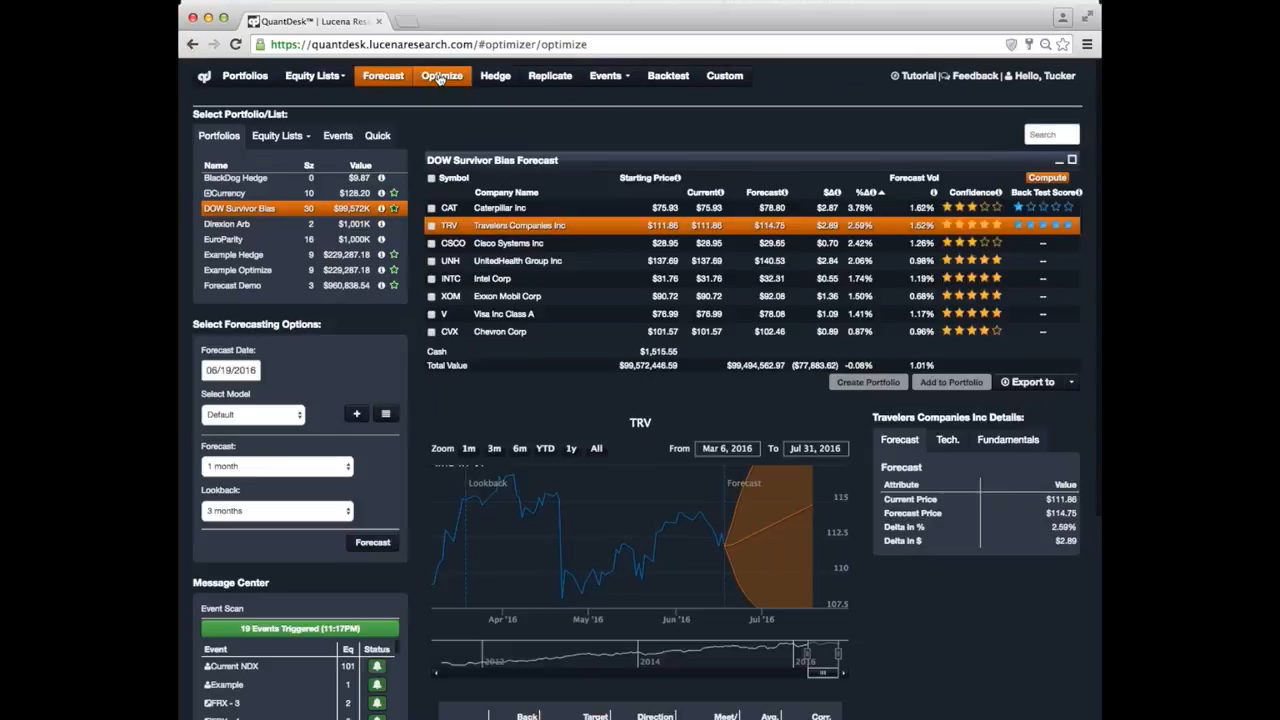 QuantDesk™ | Lucena Res
https://quantdesk.lucenaresearch.com/#optimizer/optimize
Portfolios Equity Lists Forecast Optimize Hedge Replicate Events Backtest Custom Tutorial | Feedback | Hello, Tucker
Select Portfolio/List:
Portfolios Equity Lists Events Quick
Search
Name Sz Value
BlackDog Hedge 0 $9.87
Currency 10 $128.20
DOW Survivor Bias 30 $99,572K
Direxion Arb 2 $1,001K
EuroParity 16 $1,000K
Example Hedge 9 $229,287.18
Example Optimize 9 $229,287.18
Forecast Demo 3 $960,838.54
DOW Survivor Bias Forecast
Symbol Starting Price Forecast Vol Compute
Company Name Current Forecast $Δ %Δ Confidence Back Test Score
CAT Caterpillar Inc $75.93 $75.93 $78.80 $2.87 3.78% 1.62%
TRV Travelers Companies Inc $111.86 $111.86 $114.75 $2.89 2.59% 1.52%
CSCO Cisco Systems Inc $28.95 $28.95 $29.65 $0.70 2.42% 1.26% --
UNH UnitedHealth Group Inc $137.69 $137.69 $140.53 $2.84 2.06% 0.98% --
INTC Intel Corp $31.76 $31.76 $32.31 $0.55 1.74% 1.19% --
XOM Exxon Mobil Corp $90.72 $90.72 $92.08 $1.36 1.50% 0.68% --
V Visa Inc Class A $76.99 $76.99 $78.08 $1.09 1.41% 1.17% --
CVX Chevron Corp $101.57 $101.57 $102.46 $0.89 0.87% 0.96% --
Cash $1,515.55
Total Value $99,572,446.59 $99,494,562.97 ($77,883.62) -0.08% 1.01%
Create Portfolio Add to Portfolio Export to
Select Forecasting Options:
Forecast Date:
06/19/2016
Select Model
Default
Forecast:
1 month
Lookback:
3 months
Forecast
TRV
Zoom 1m 3m 6m YTD 1y All From Mar 6, 2016 To Jul 31, 2016
Lookback Forecast
115
112.5
110
107.5
Apr '16 May '16 Jun '16 Jul '16
2012 2014 2016
Travelers Companies Inc Details:
Forecast Tech. Fundamentals
Forecast
Attribute Value
Current Price $111.86
Forecast Price $114.75
Delta in % 2.59%
Delta in $ $2.89
Message Center
Event Scan
19 Events Triggered (11:17PM)
Event Eq Status
Current NDX 101
Example 1
FRX - 3 2
Back Target Direction Meet/ Avg. Corr.